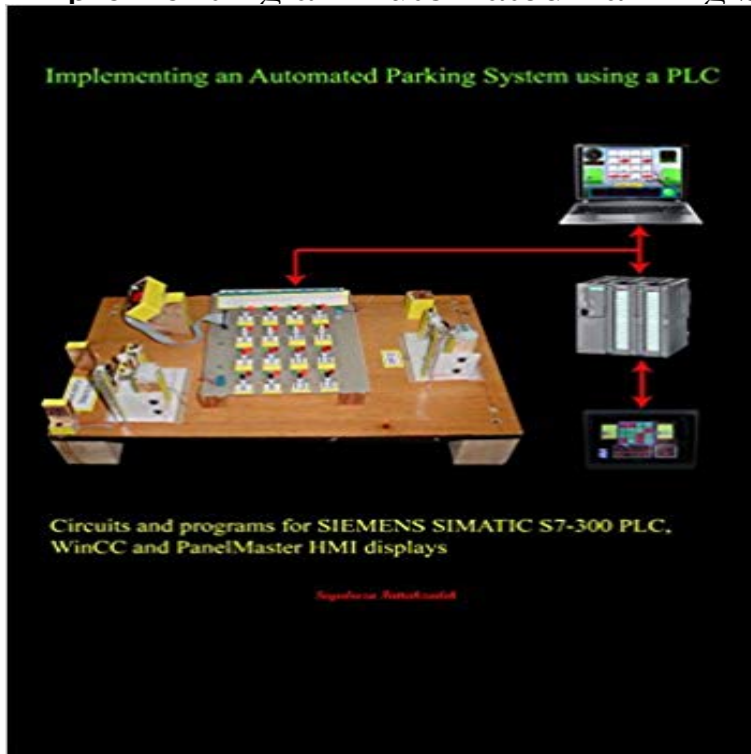 Implementing an Automated Parking System using a PLC
Circuits and programs for SIEMENS SIMATIC S7-300 PLC,
WinCC and PanelMaster HMI displays